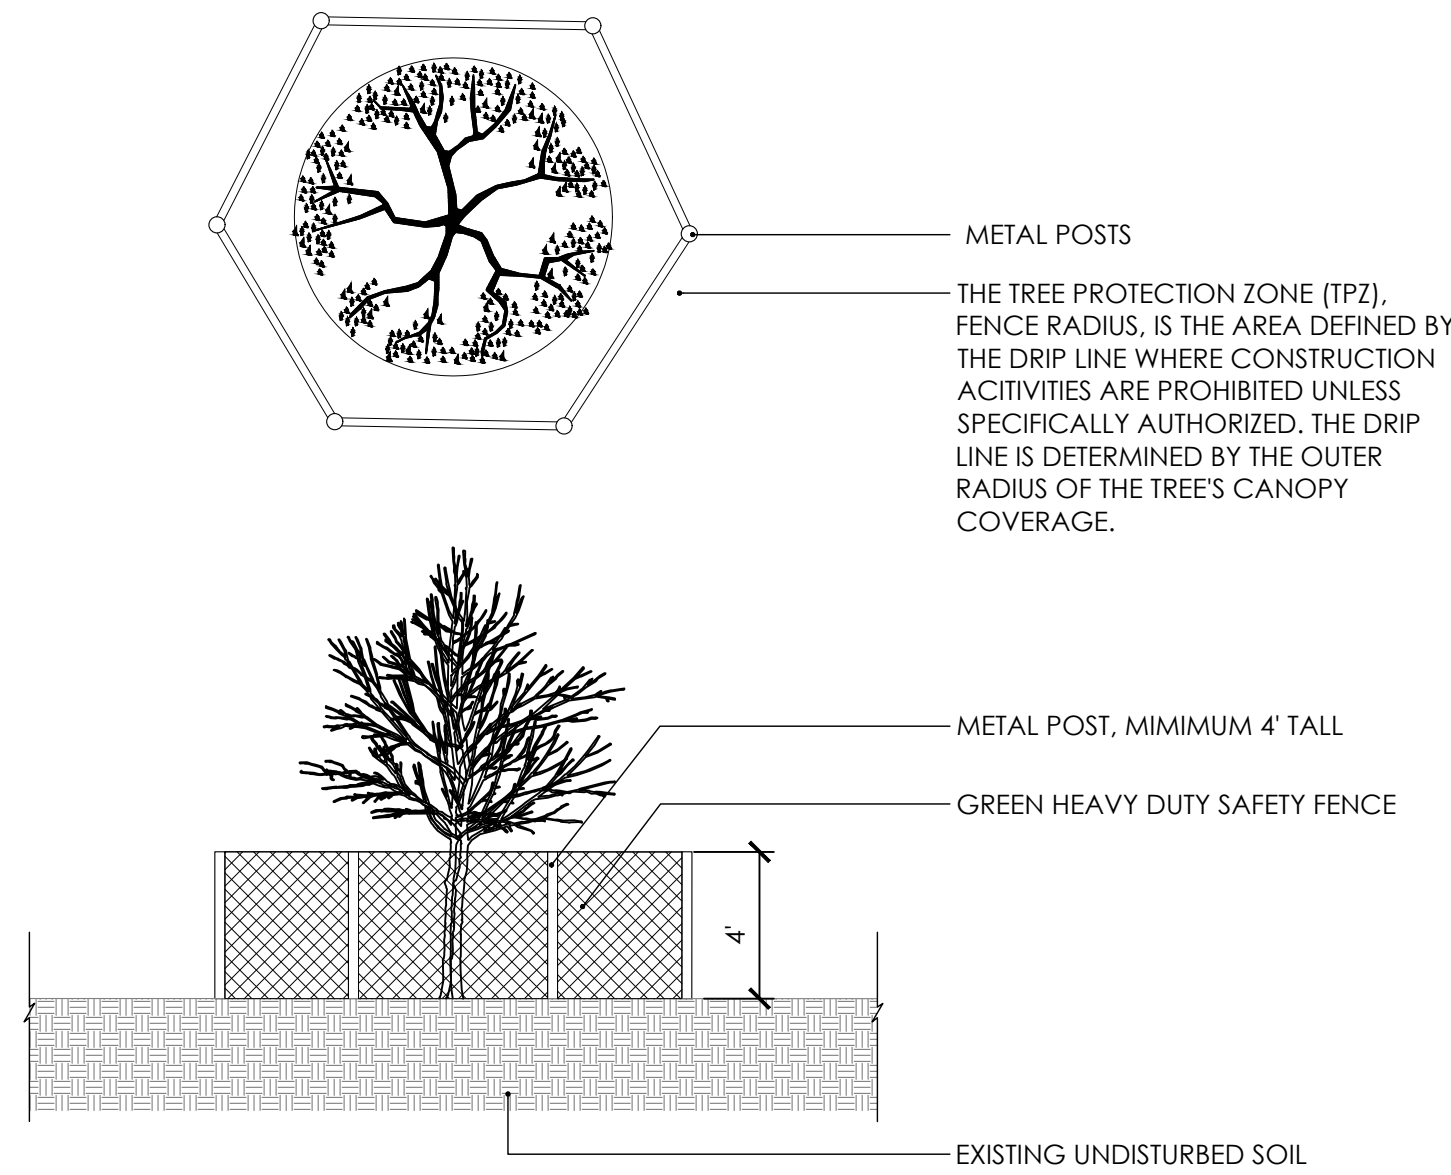 METAL POSTS
THE TREE PROTECTION ZONE (TPZ),
FENCE RADIUS, IS THE AREA DEFINED BY
THE DRIP LINE WHERE CONSTRUCTION
ACITIVITIES ARE PROHIBITED UNLESS
SPECIFICALLY AUTHORIZED. THE DRIP
LINE IS DETERMINED BY THE OUTER
RADIUS OF THE TREE'S CANOPY
COVERAGE.
METAL POST, MIMIMUM 4' TALL
GREEN HEAVY DUTY SAFETY FENCE
4'
EXISTING UNDISTURBED SOIL